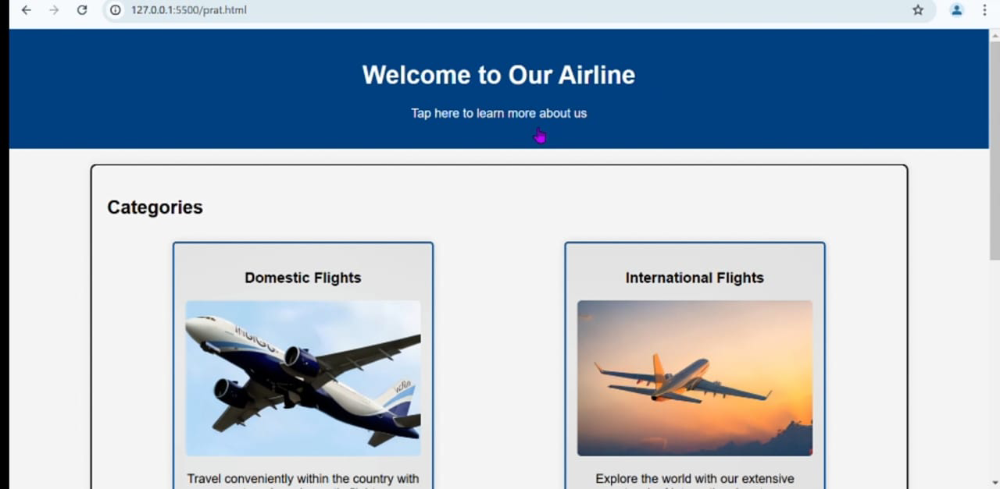 127.0.0.1:5500/prat.html
Welcome to Our Airline
Tap here to learn more about us
Categories
Domestic Flights
International Flights
IndiGo
Travel conveniently within the country with
Explore the world with our extensive